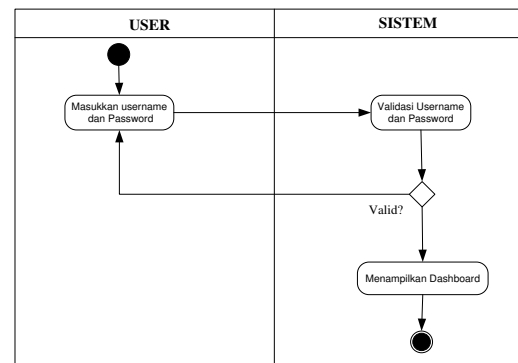 USER
SISTEM
Masukkan username
dan Password
Validasi Username
dan Password
Valid?
Menampilkan Dashboard